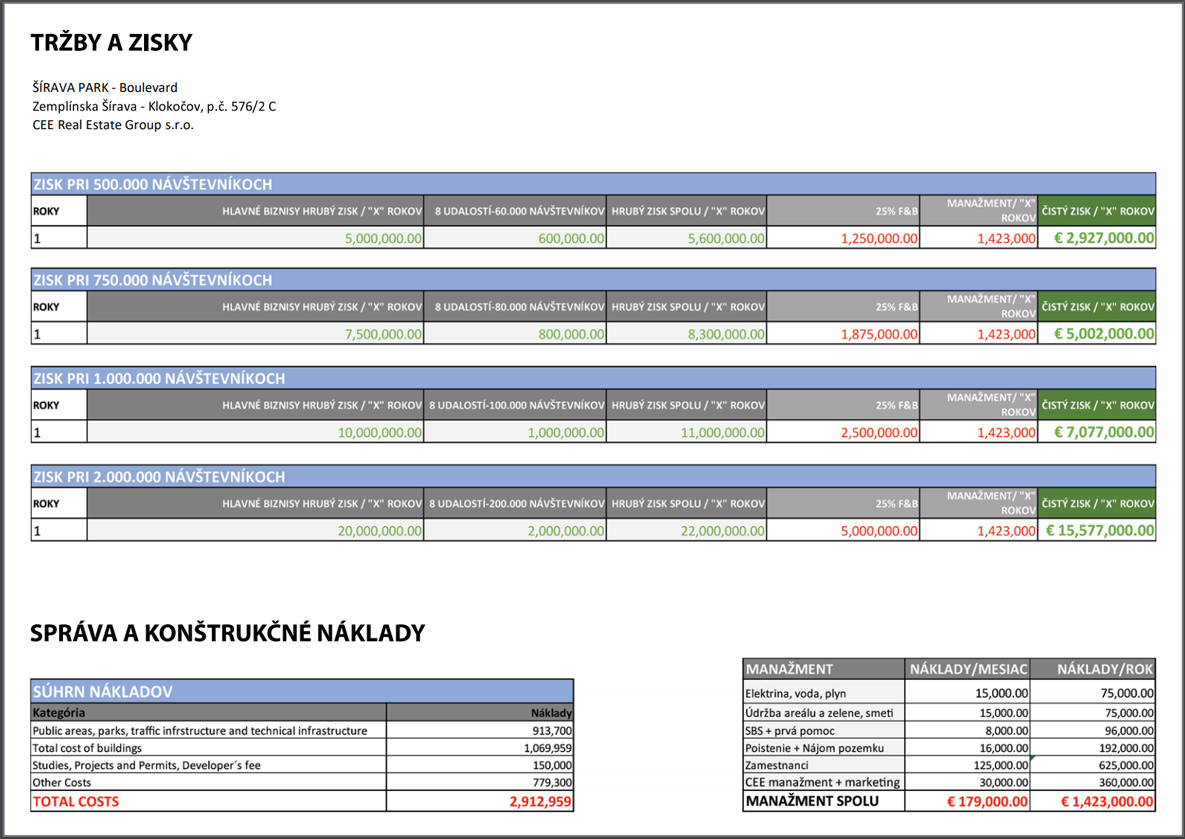 TRŽBY A ZISKY
ŠÍRAVA PARK - Boulevard
Zemplínska Šírava - Klokočov, p.č. 576/2 C
CEE Real Estate Group s.r.o.
ZISK PRI 500.000 NÁVŠTEVNÍKOCH
ROKY HLAVNÉ BIZNISY HRUBÝ ZISK / "X" ROKOV 8 UDALOSTÍ-60.000 NÁVŠTEVNÍKOV HRUBÝ ZISK SPOLU / "X" ROKOV 25% F&B MANAŽMENT/ "X" ROKOV ČISTÝ ZISK / "X" ROKOV
1 5,000,000.00 600,000.00 5,600,000.00 1,250,000.00 1,423,000 € 2,927,000.00
ZISK PRI 750.000 NÁVŠTEVNÍKOCH
ROKY HLAVNÉ BIZNISY HRUBÝ ZISK / "X" ROKOV 8 UDALOSTÍ-80.000 NÁVŠTEVNÍKOV HRUBÝ ZISK SPOLU / "X" ROKOV 25% F&B MANAŽMENT/ "X" ROKOV ČISTÝ ZISK / "X" ROKOV
1 7,500,000.00 800,000.00 8,300,000.00 1,875,000.00 1,423,000 € 5,002,000.00
ZISK PRI 1.000.000 NÁVŠTEVNÍKOCH
ROKY HLAVNÉ BIZNISY HRUBÝ ZISK / "X" ROKOV 8 UDALOSTÍ-100.000 NÁVŠTEVNÍKOV HRUBÝ ZISK SPOLU / "X" ROKOV 25% F&B MANAŽMENT/ "X" ROKOV ČISTÝ ZISK / "X" ROKOV
1 10,000,000.00 1,000,000.00 11,000,000.00 2,500,000.00 1,423,000 € 7,077,000.00
ZISK PRI 2.000.000 NÁVŠTEVNÍKOCH
ROKY HLAVNÉ BIZNISY HRUBÝ ZISK / "X" ROKOV 8 UDALOSTÍ-200.000 NÁVŠTEVNÍKOV HRUBÝ ZISK SPOLU / "X" ROKOV 25% F&B MANAŽMENT/ "X" ROKOV ČISTÝ ZISK / "X" ROKOV
1 20,000,000.00 2,000,000.00 22,000,000.00 5,000,000.00 1,423,000 € 15,577,000.00
SPRÁVA A KONŠTRUKČNÉ NÁKLADY
SÚHRN NÁKLADOV
Kategória Náklady
Public areas, parks, traffic infrstructure and technical infrastructure 913,700
Total cost of buildings 1,069,959
Studies, Projects and Permits, Developer´s fee 150,000
Other Costs 779,300
TOTAL COSTS 2,912,959
MANAŽMENT NÁKLADY/MESIAC NÁKLADY/ROK
Elektrina, voda, plyn 15,000.00 75,000.00
Údržba areálu a zelene, smeti 15,000.00 75,000.00
SBS + prvá pomoc 8,000.00 96,000.00
Poistenie + Nájom pozemku 16,000.00 192,000.00
Zamestnanci 125,000.00 625,000.00
CEE manažment + marketing 30,000.00 360,000.00
MANAŽMENT SPOLU € 179,000.00 € 1,423,000.00